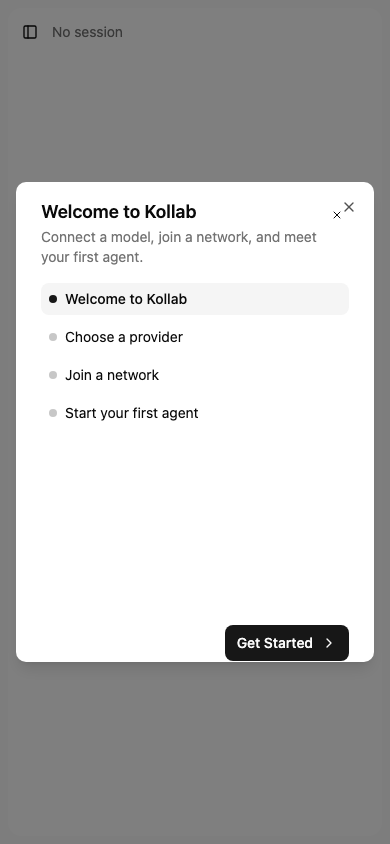 No session
Welcome to Kollab
Connect a model, join a network, and meet
your first agent.
Welcome to Kollab
Choose a provider
Join a network
Start your first agent
Get Started